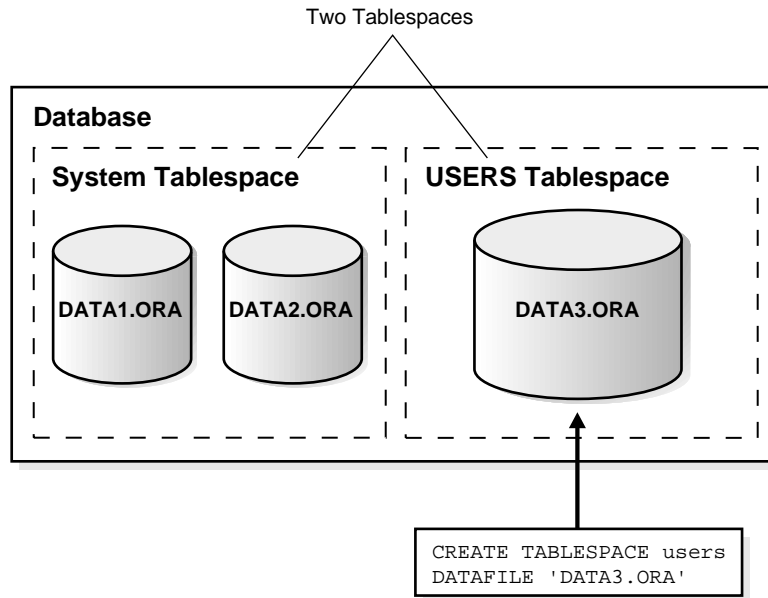 Two Tablespaces
Database
System Tablespace
USERS Tablespace
DATA1.ORA
DATA2.ORA
DATA3.ORA
CREATE TABLESPACE users
DATAFILE 'DATA3.ORA'